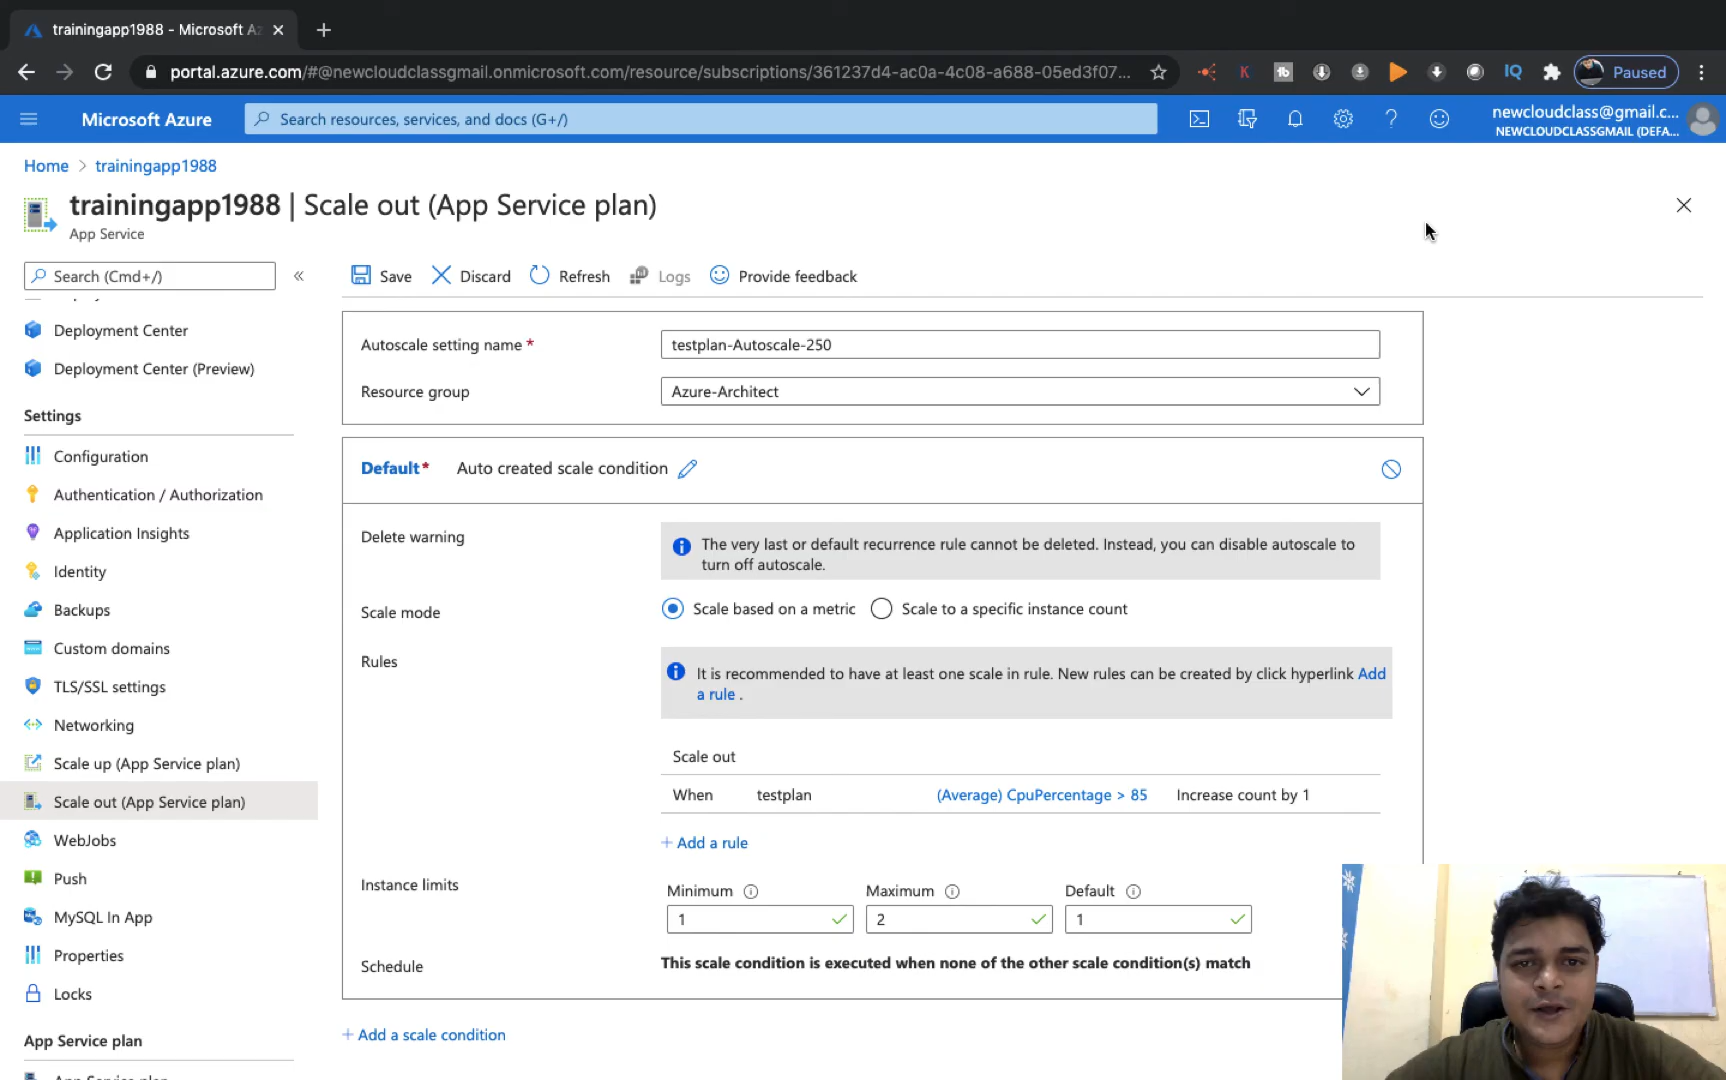 trainingapp1988 - Microsoft Az
portal.azure.com/#@newcloudclassgmail.onmicrosoft.com/resource/subscriptions/361237d4-ac0a-4c08-a688-05ed3f07...
K
tb
IQ
Paused
Microsoft Azure
Search resources, services, and docs (G+/)
newcloudclass@gmail.c...
NEWCLOUDCLASSGMAIL (DEFA...
Home > trainingapp1988
trainingapp1988 | Scale out (App Service plan)
App Service
Search (Cmd+/)
«
Save
Discard
Refresh
Logs
Provide feedback
Deployment Center
Deployment Center (Preview)
Settings
Configuration
Authentication / Authorization
Application Insights
Identity
Backups
Custom domains
TLS/SSL settings
Networking
Scale up (App Service plan)
Scale out (App Service plan)
WebJobs
Push
MySQL In App
Properties
Locks
App Service plan
Autoscale setting name *
testplan-Autoscale-250
Resource group
Azure-Architect
Default* Auto created scale condition
Delete warning
The very last or default recurrence rule cannot be deleted. Instead, you can disable autoscale to
turn off autoscale.
Scale mode
Scale based on a metric
Scale to a specific instance count
Rules
It is recommended to have at least one scale in rule. New rules can be created by click hyperlink Add
a rule .
Scale out
When testplan (Average) CpuPercentage > 85 Increase count by 1
+ Add a rule
Instance limits
Minimum
Maximum
Default
1
2
1
Schedule
This scale condition is executed when none of the other scale condition(s) match
+ Add a scale condition